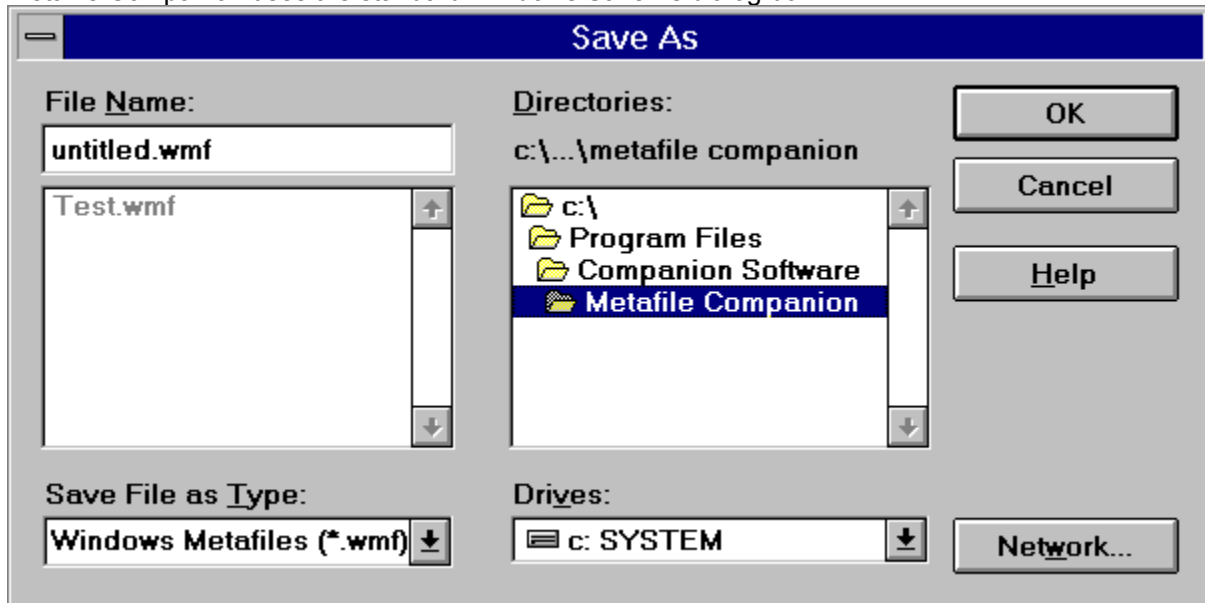 Save As
File Name:
untitled.wmf
Test.wmf
Save File as Type:
Windows Metafiles (*.wmf)
Directories:
c:\...\metafile companion
c:\
Program Files
Companion Software
Metafile Companion
Drives:
c: SYSTEM
OK
Cancel
Help
Network...